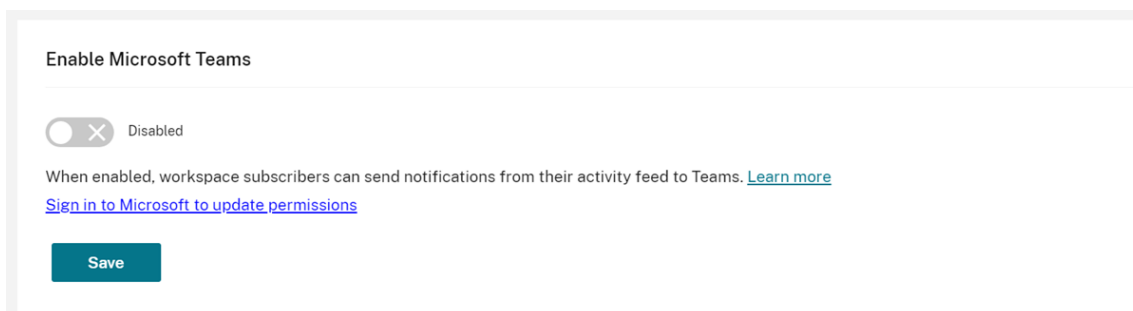 Enable Microsoft Teams
Disabled
When enabled, workspace subscribers can send notifications from their activity feed to Teams. Learn more
Sign in to Microsoft to update permissions
Save